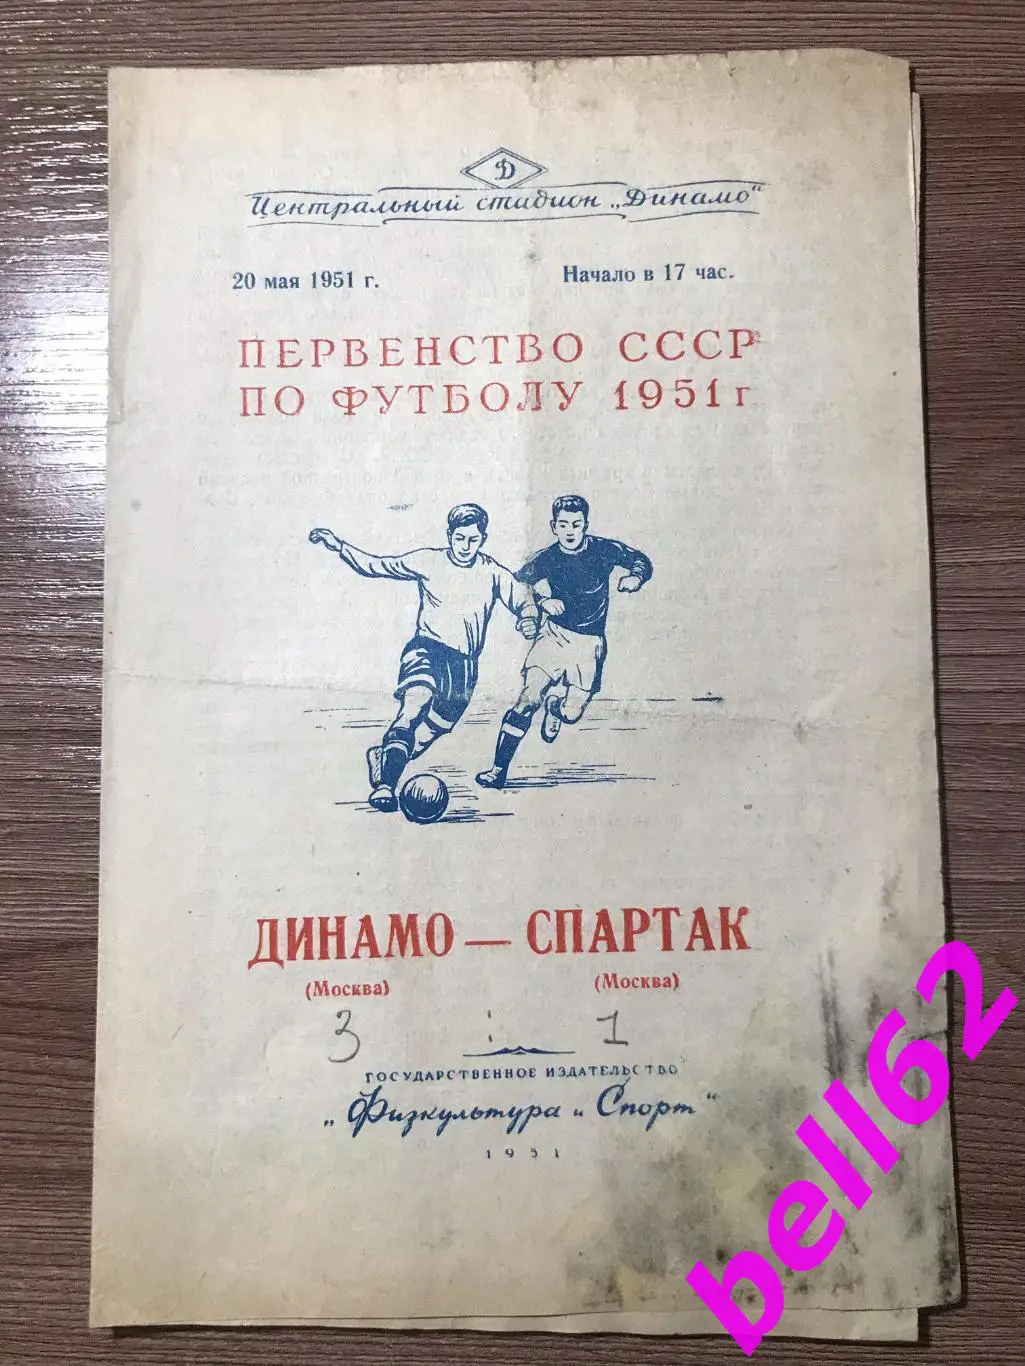 Д
Центральный стадион „Динамо"
20 мая 1951 г. Начало в 17 час.
ПЕРВЕНСТВО СССР
ПО ФУТБОЛУ 1951 г
ДИНАМО — СПАРТАК
(Москва) (Москва)
3 : 1
ГОСУДАРСТВЕННОЕ ИЗДАТЕЛЬСТВО
„Физкультура и Спорт"
1951
bell62